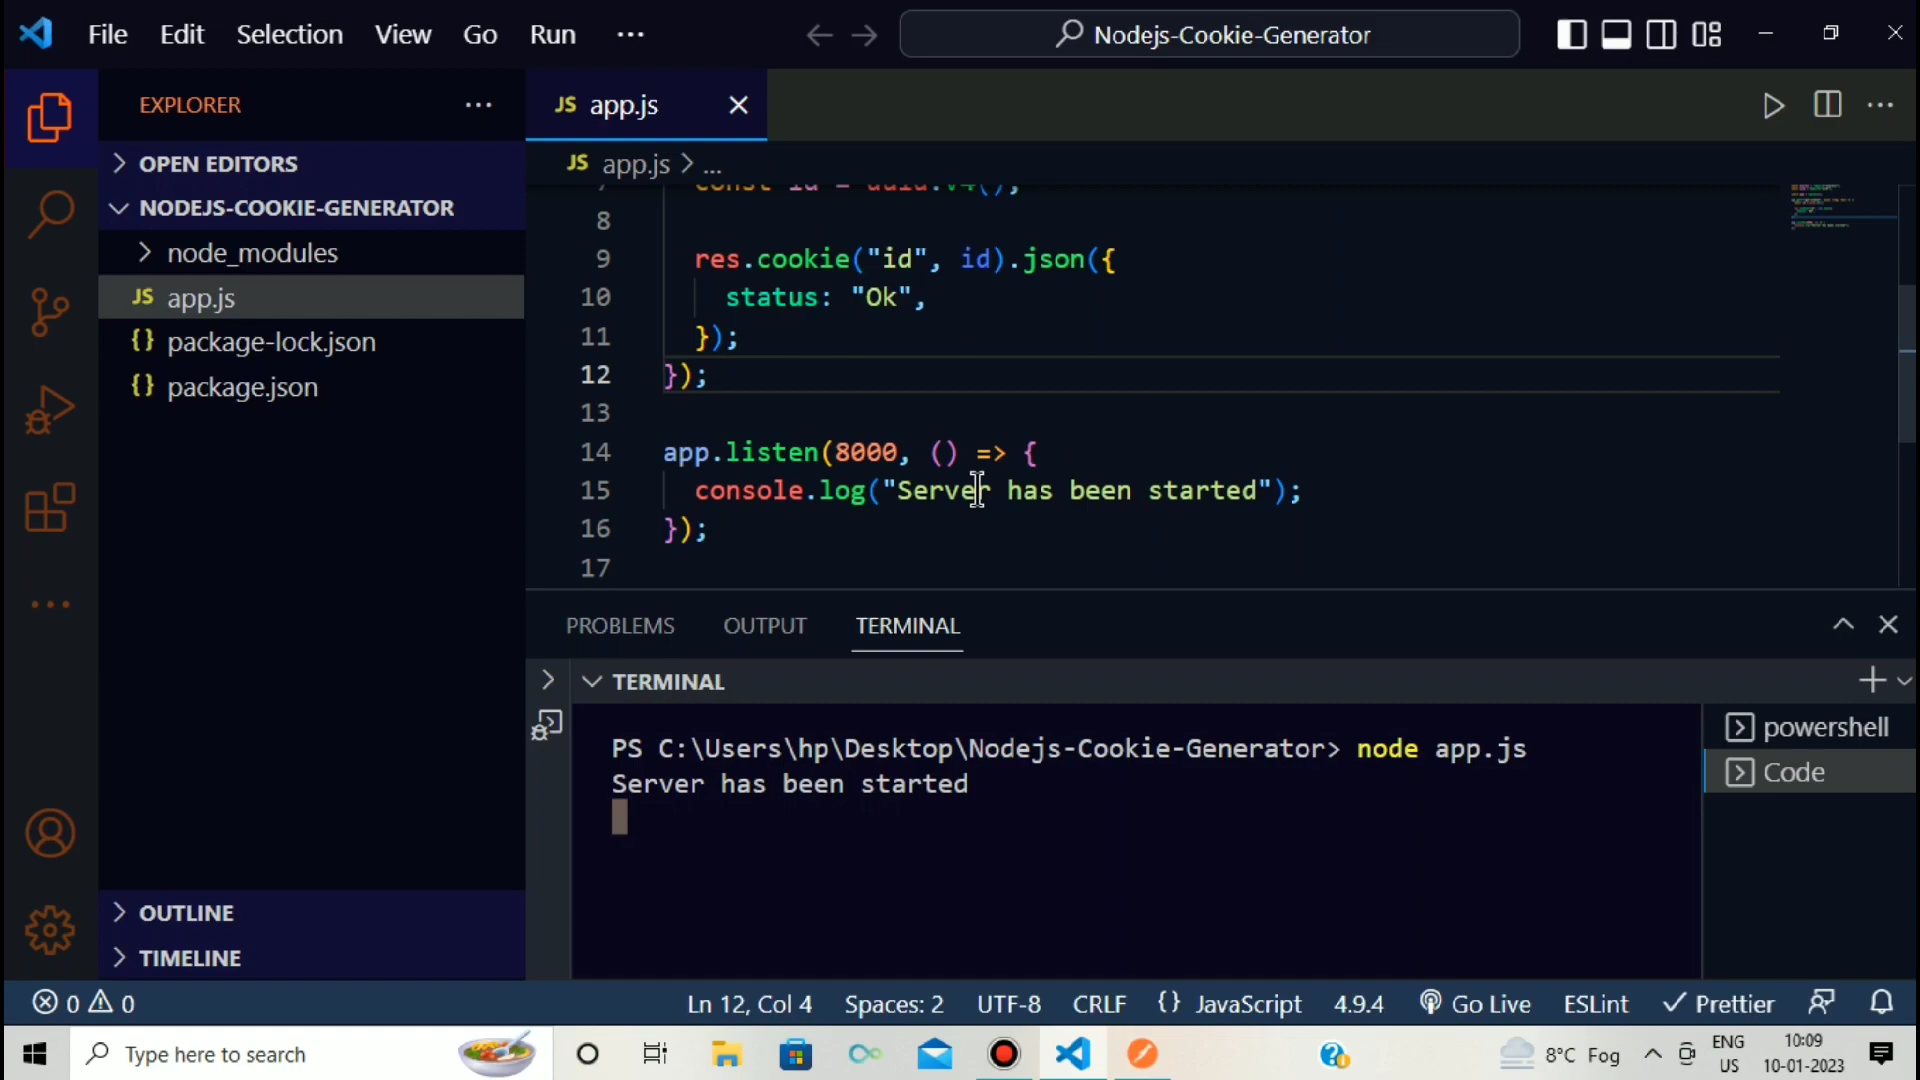 File Edit Selection View Go Run ...
Nodejs-Cookie-Generator
EXPLORER
OPEN EDITORS
NODEJS-COOKIE-GENERATOR
node_modules
JS app.js
{} package-lock.json
{} package.json
OUTLINE
TIMELINE
JS app.js
JS app.js > ...
const id = uuid.v4();
8
9 res.cookie("id", id).json({
10 status: "Ok",
11 });
12 });
13
14 app.listen(8000, () => {
15 console.log("Server has been started");
16 });
17
PROBLEMS OUTPUT TERMINAL
TERMINAL
PS C:\Users\hp\Desktop\Nodejs-Cookie-Generator> node app.js
Server has been started
powershell
Code
0 0 Ln 12, Col 4 Spaces: 2 UTF-8 CRLF {} JavaScript 4.9.4 Go Live ESLint Prettier
Type here to search
8°C Fog
ENG
US
10:09
10-01-2023